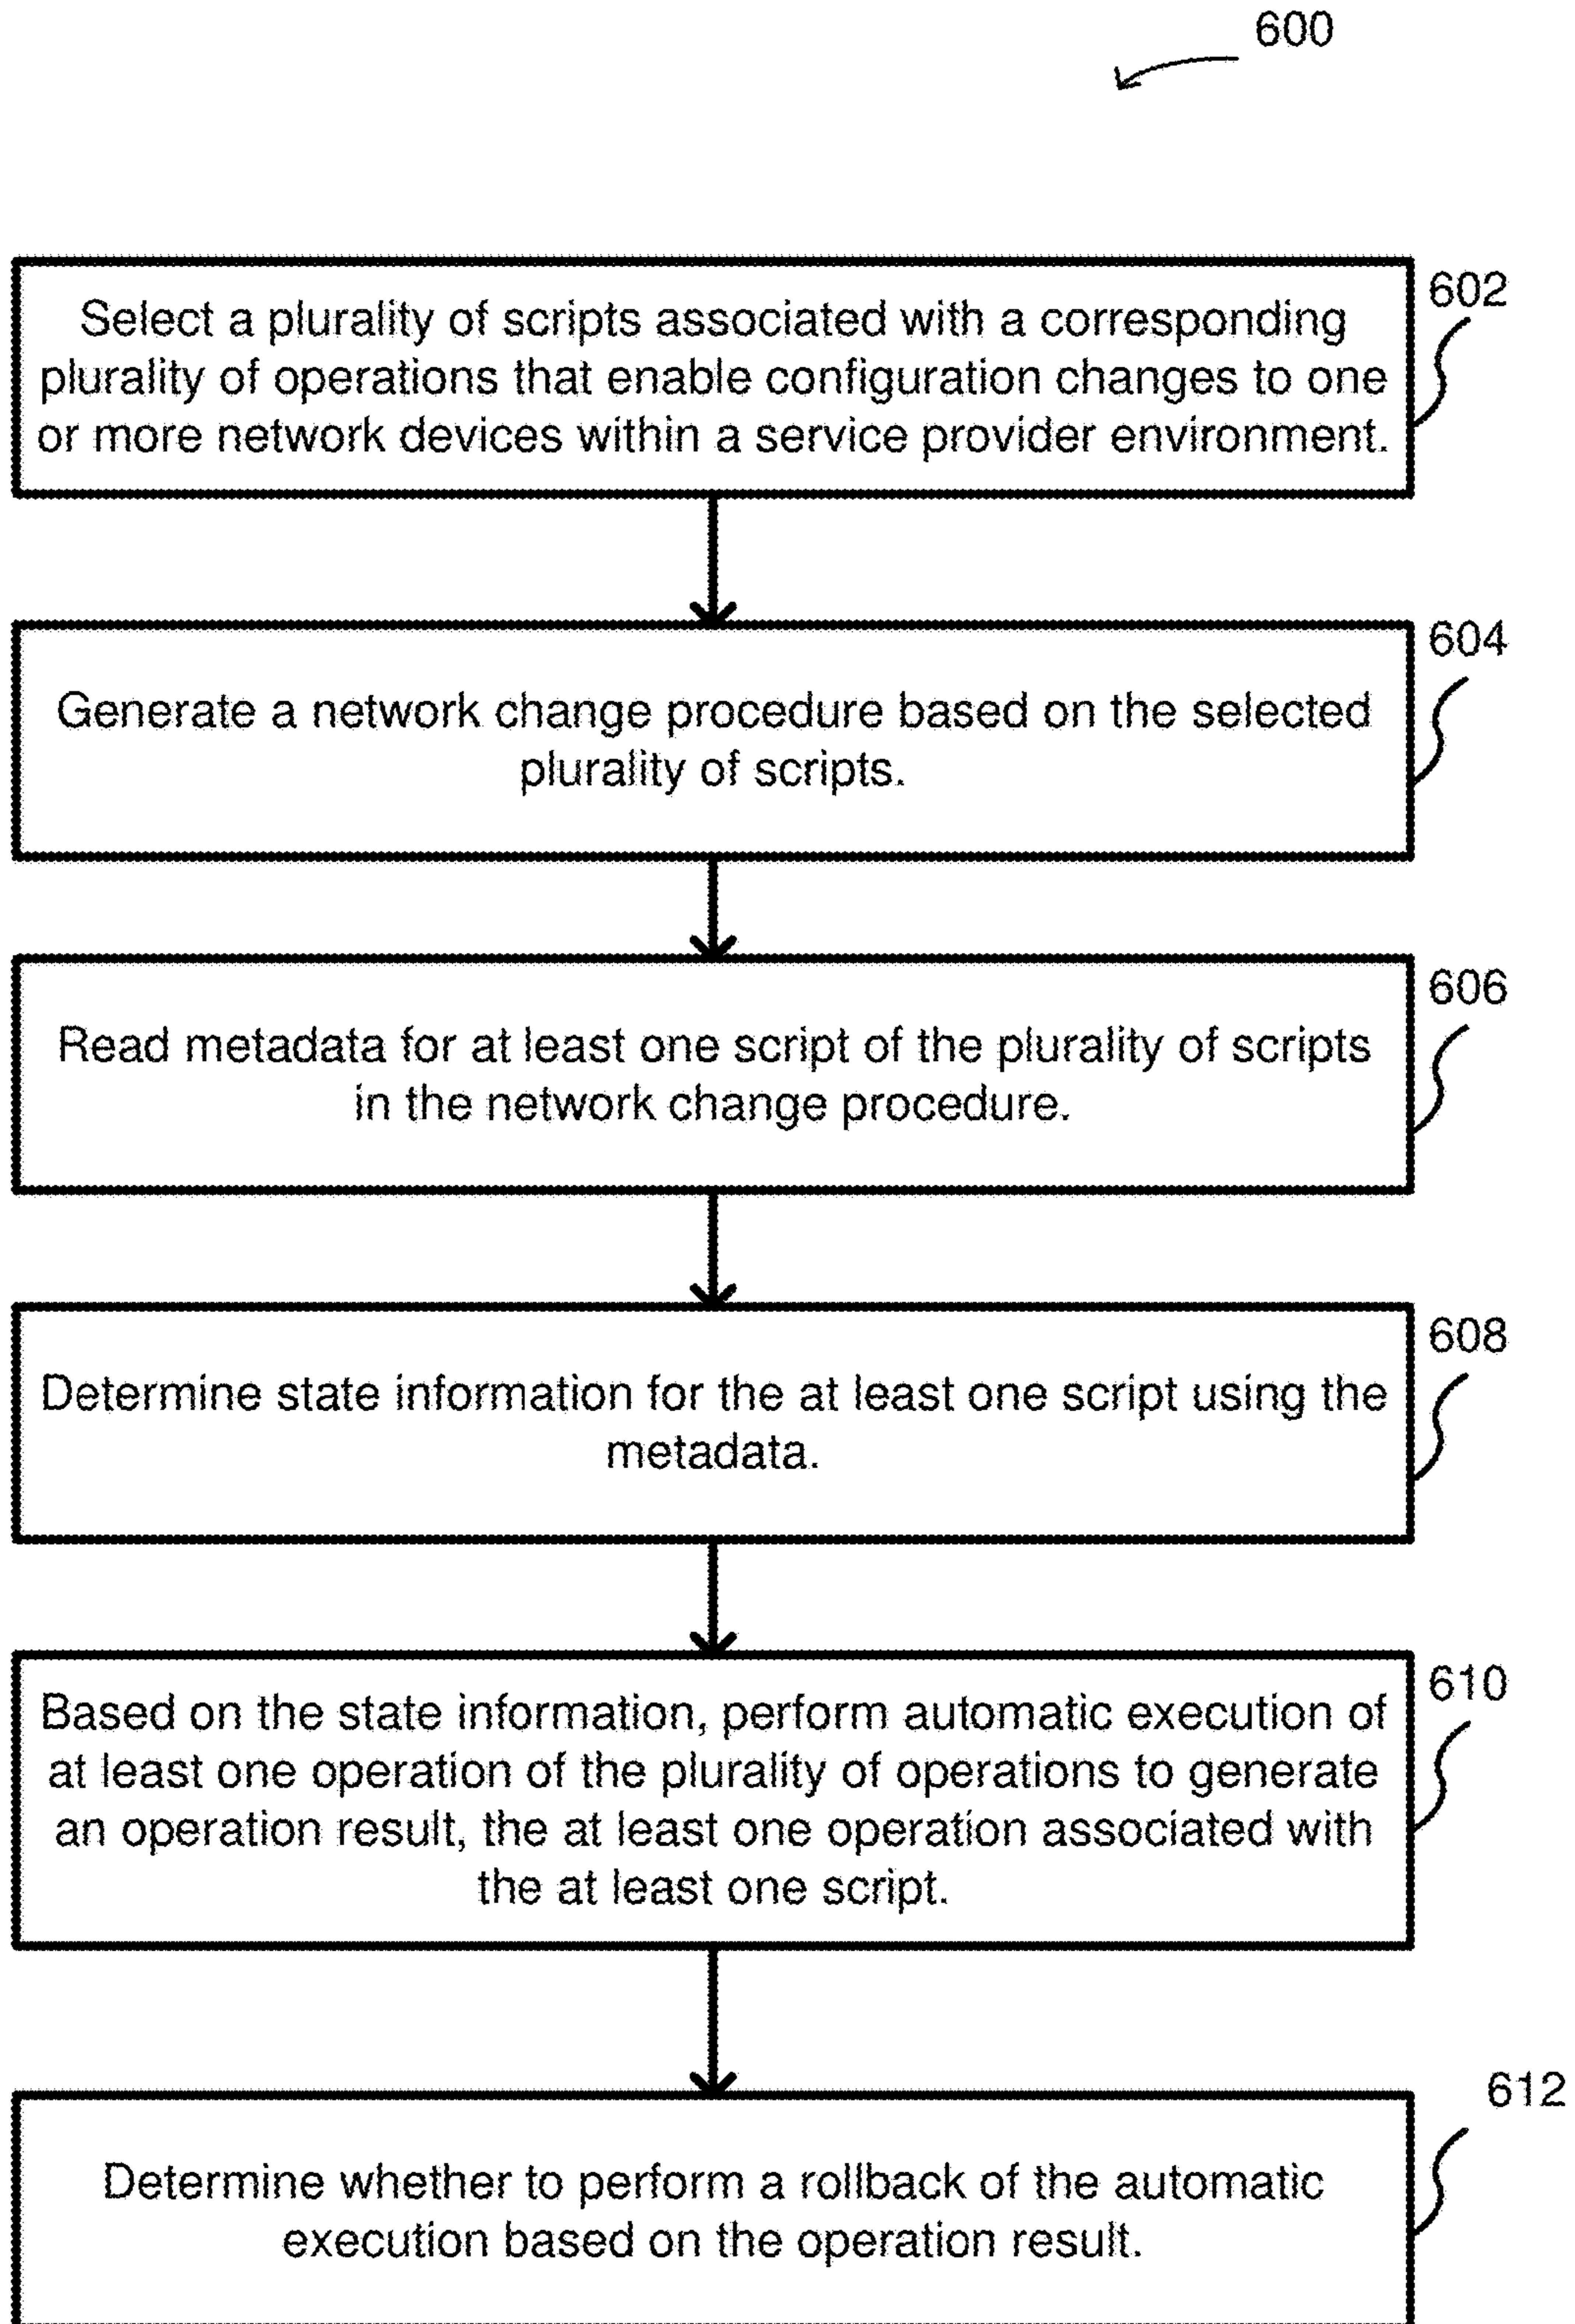 600
602
Select a plurality of scripts associated with a corresponding
plurality of operations that enable configuration changes to one
or more network devices within a service provider environment.
604
Generate a network change procedure based on the selected
plurality of scripts.
606
Read metadata for at least one script of the plurality of scripts
in the network change procedure.
608
Determine state information for the at least one script using the
metadata.
610
Based on the state information, perform automatic execution of
at least one operation of the plurality of operations to generate
an operation result, the at least one operation associated with
the at least one script.
612
Determine whether to perform a rollback of the automatic
execution based on the operation result.